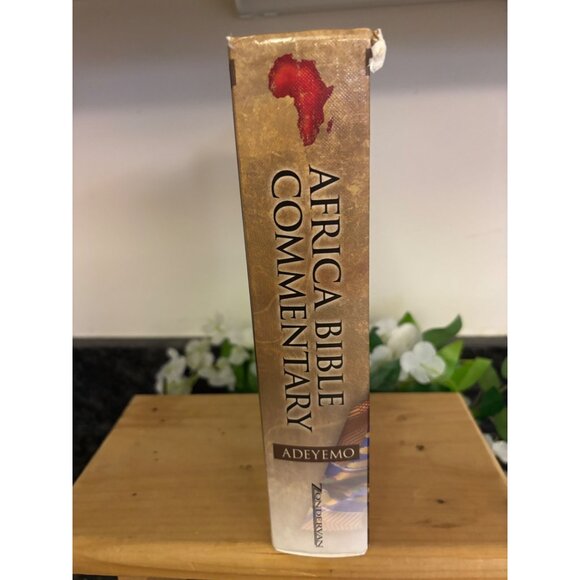 AFRICA BIBLE
COMMENTARY
ADEYEMO
ZONDERVAN